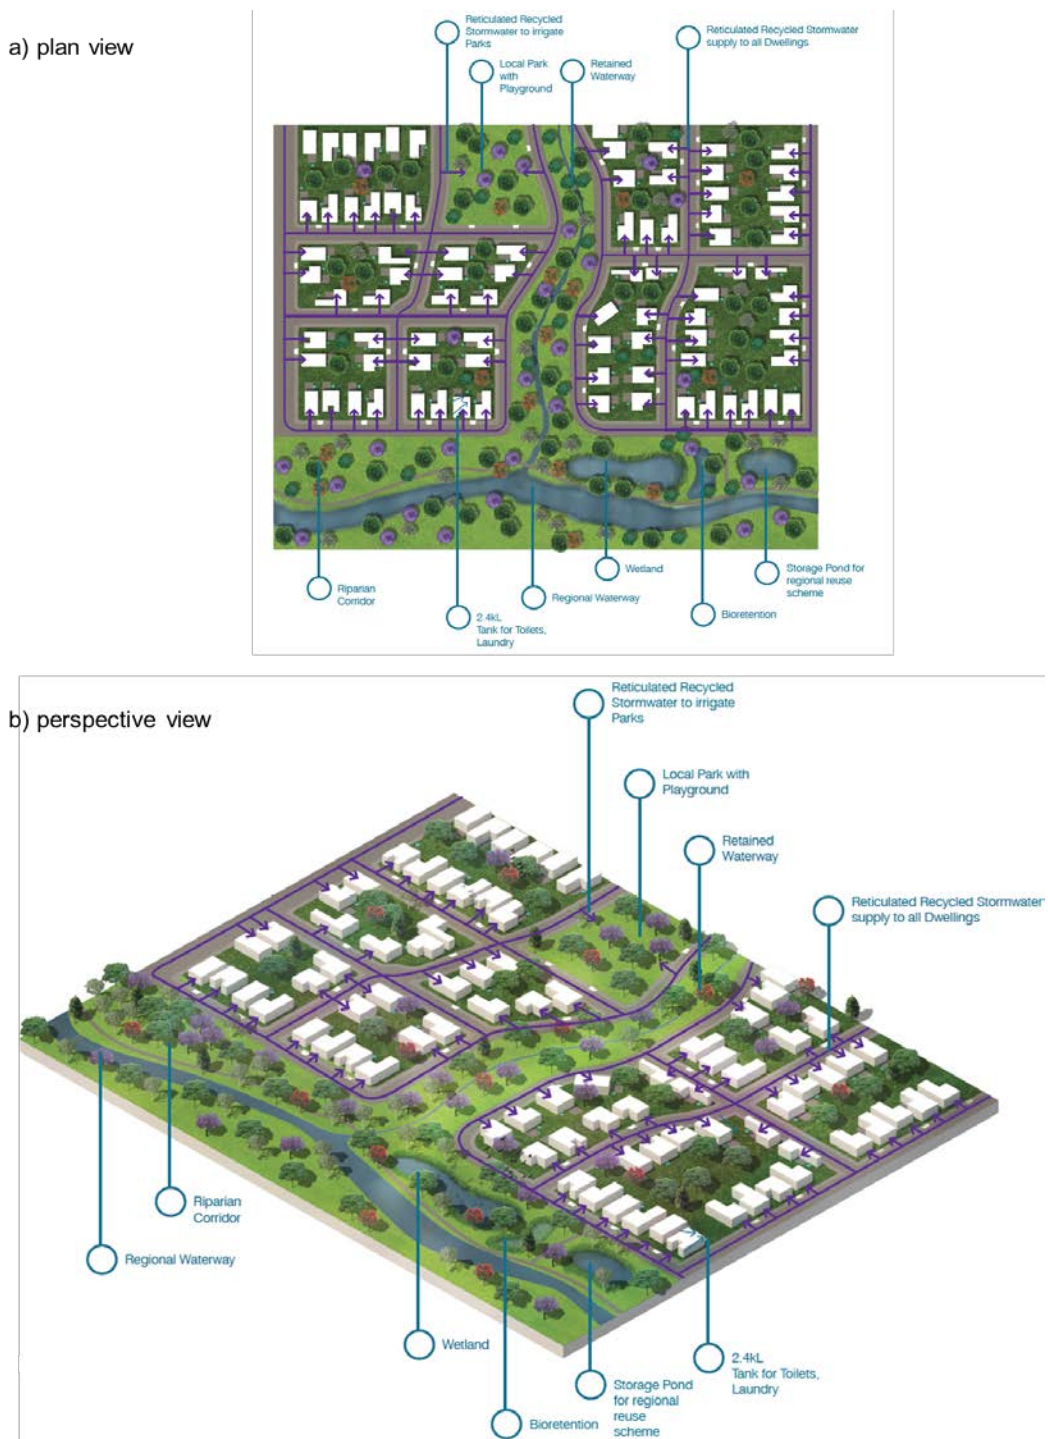 a) plan view
Reticulated Recycled
Stormwater to irrigate
Parks
Reticulated Recycled Stormwater
supply to all Dwellings
Local Park
with
Playground
Retained
Waterway
Riparian
Corridor
2.4kL
Tank for Toilets,
Laundry
Regional Waterway
Wetland
Bioretention
Storage Pond for
regional reuse
scheme
b) perspective view
Reticulated Recycled
Stormwater to irrigate
Parks
Local Park with
Playground
Retained
Waterway
Reticulated Recycled Stormwater
supply to all Dwellings
Riparian
Corridor
Regional Waterway
Wetland
2.4kL
Tank for Toilets,
Laundry
Storage Pond
for regional
reuse
scheme
Bioretention